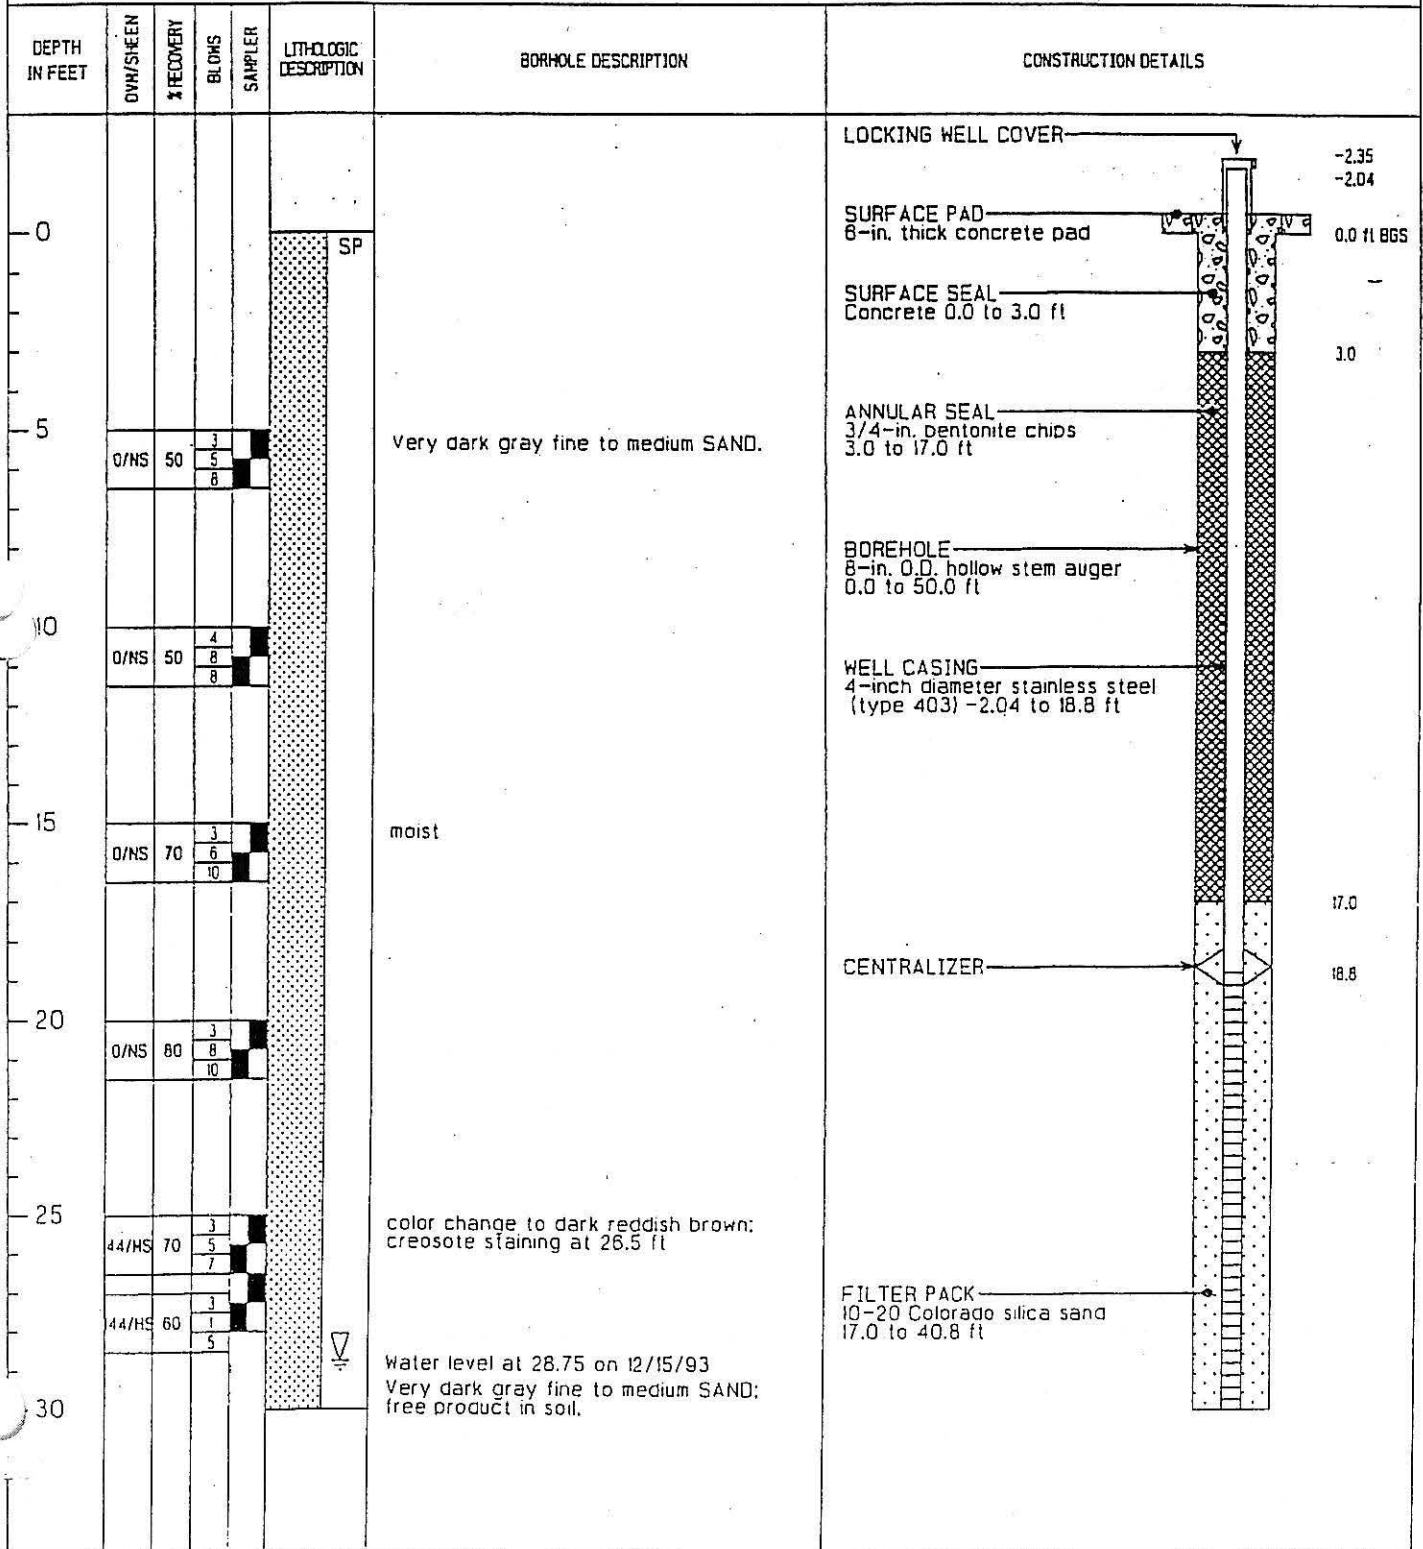 DEPTH
IN FEET
OVM/SHEEN
% RECOVERY
BLOWS
SAMPLER
LITHOLOGIC
DESCRIPTION
BORHOLE DESCRIPTION
CONSTRUCTION DETAILS
LOCKING WELL COVER
-2.35
-2.04
SURFACE PAD
6-in. thick concrete pad
0.0 ft BGS
0
SP
SURFACE SEAL
Concrete 0.0 to 3.0 ft
3.0
5
0/NS 50
3
5
8
Very dark gray fine to medium SAND.
ANNULAR SEAL
3/4-in. bentonite chips
3.0 to 17.0 ft
BOREHOLE
8-in. O.D. hollow stem auger
0.0 to 50.0 ft
10
0/NS 50
4
8
8
WELL CASING
4-inch diameter stainless steel
(type 403) -2.04 to 18.8 ft
15
0/NS 70
3
6
10
moist
17.0
CENTRALIZER
18.8
20
0/NS 80
3
8
10
25
44/HS 70
3
5
7
color change to dark reddish brown;
creosote staining at 26.5 ft
44/HS 60
3
1
5
FILTER PACK
10-20 Colorado silica sand
17.0 to 40.8 ft
Water level at 28.75 on 12/15/93
Very dark gray fine to medium SAND;
free product in soil.
30